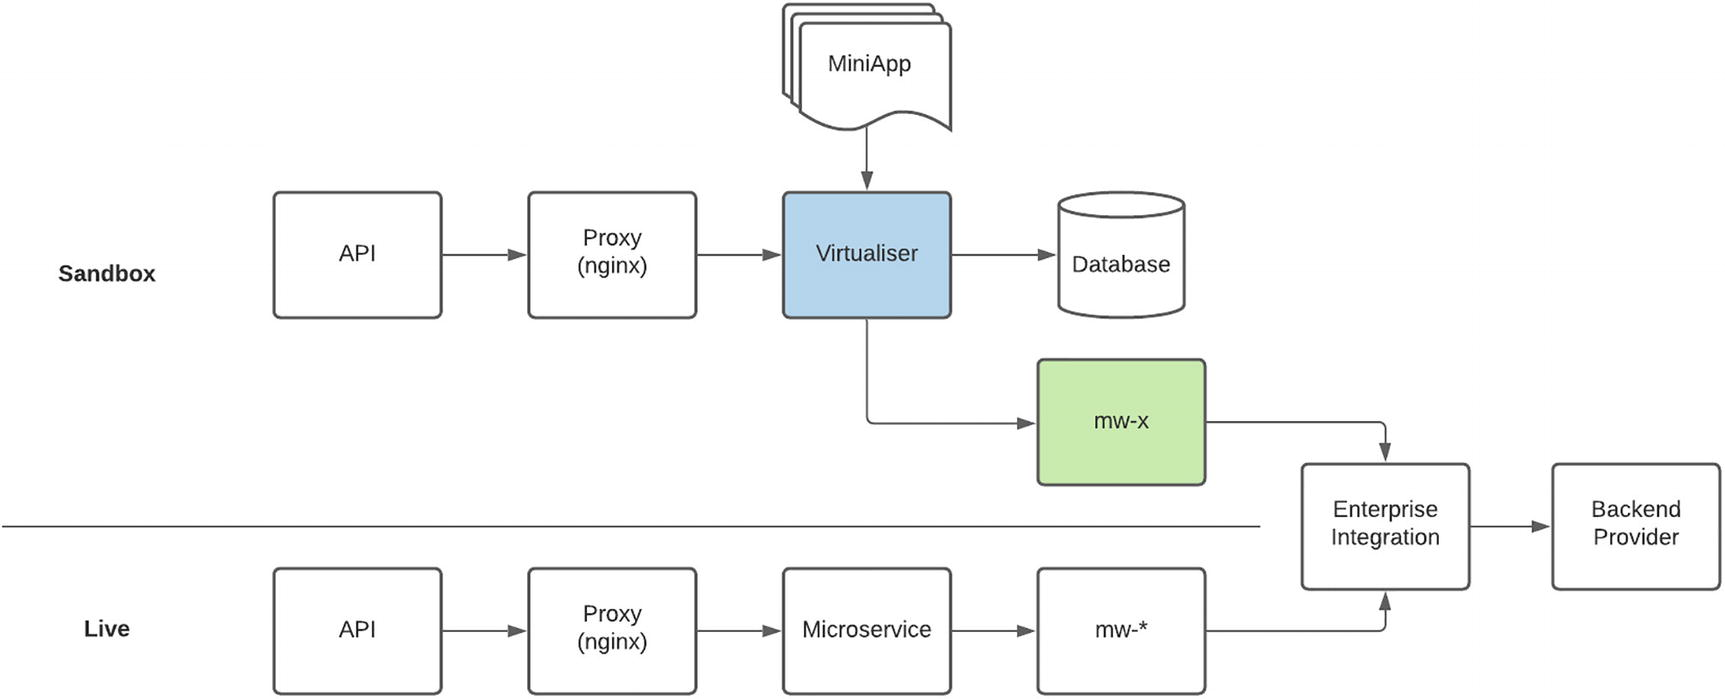 MiniApp
Sandbox
API
Proxy
(nginx)
Virtualiser
Database
mw-x
Enterprise
Integration
Backend
Provider
Live
API
Proxy
(nginx)
Microservice
mw-*